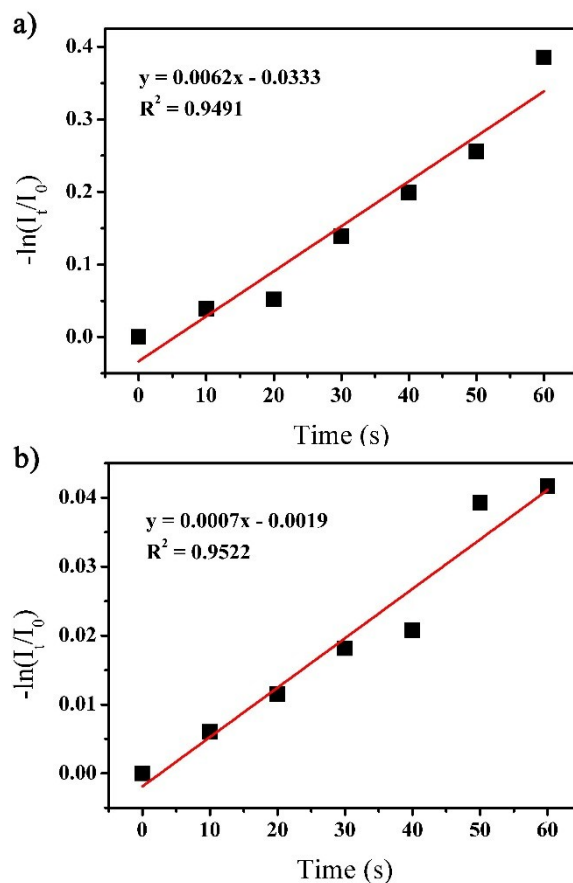 a)
y = 0.0062x - 0.0333
R² = 0.9491
-ln(Iₜ/I₀)
0.4
0.3
0.2
0.1
0.0
0 10 20 30 40 50 60
Time (s)
b)
y = 0.0007x - 0.0019
R² = 0.9522
-ln(Iₜ/I₀)
0.04
0.03
0.02
0.01
0.00
0 10 20 30 40 50 60
Time (s)